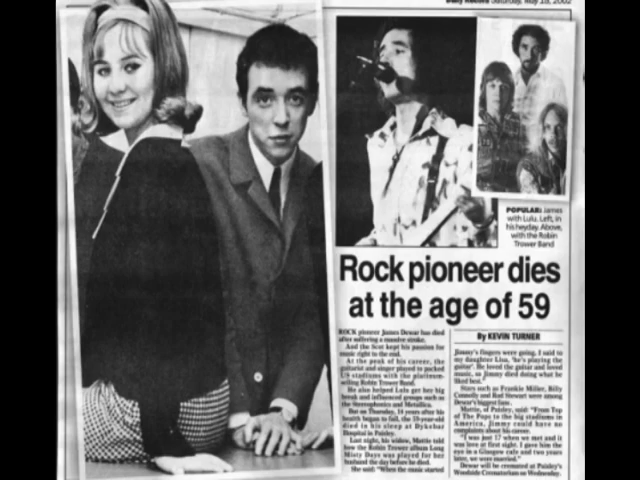 Daily Record Saturday, May 18, 2002
POPULAR: James
with Lulu. Left, in
his heyday. Above,
with the Robin
Trower Band
Rock pioneer dies
at the age of 59
ROCK pioneer James Dewar has died
after suffering a massive stroke.
And the Scot kept his passion for
music right to the end.
At the peak of his career, the
guitarist and singer played to packed
US stadiums with the platinum-
selling Robin Trower Band.
He also helped Lulu get her big
break and influenced groups such as
the Stereophonics and Metallica.
But on Thursday, 14 years after his
health began to fail, the 59-year-old
died in his sleep at Dykebar
Hospital in Paisley.
Last night, his widow, Mattie told
how the Robin Trower album Long
Misty Days was played for her
husband the day before he died.
She said: "When the music started
By KEVIN TURNER
Jimmy's fingers were going. I said to
my daughter Lisa, 'he's playing the
guitar'. He loved the guitar and loved
music, so Jimmy died doing what he
liked best."
Stars such as Frankie Miller, Billy
Connolly and Rod Stewart were among
Dewar's biggest fans.
Mattie, of Paisley, said: "From Top
of The Pops to the big stadiums in
America, Jimmy could have no
complaints about his career.
"I was just 17 when we met and it
was love at first sight. I gave him the
eye in a Glasgow cafe and two years
later, we were married."
Dewar will be cremated at Paisley's
Woodside Crematorium on Wednesday.